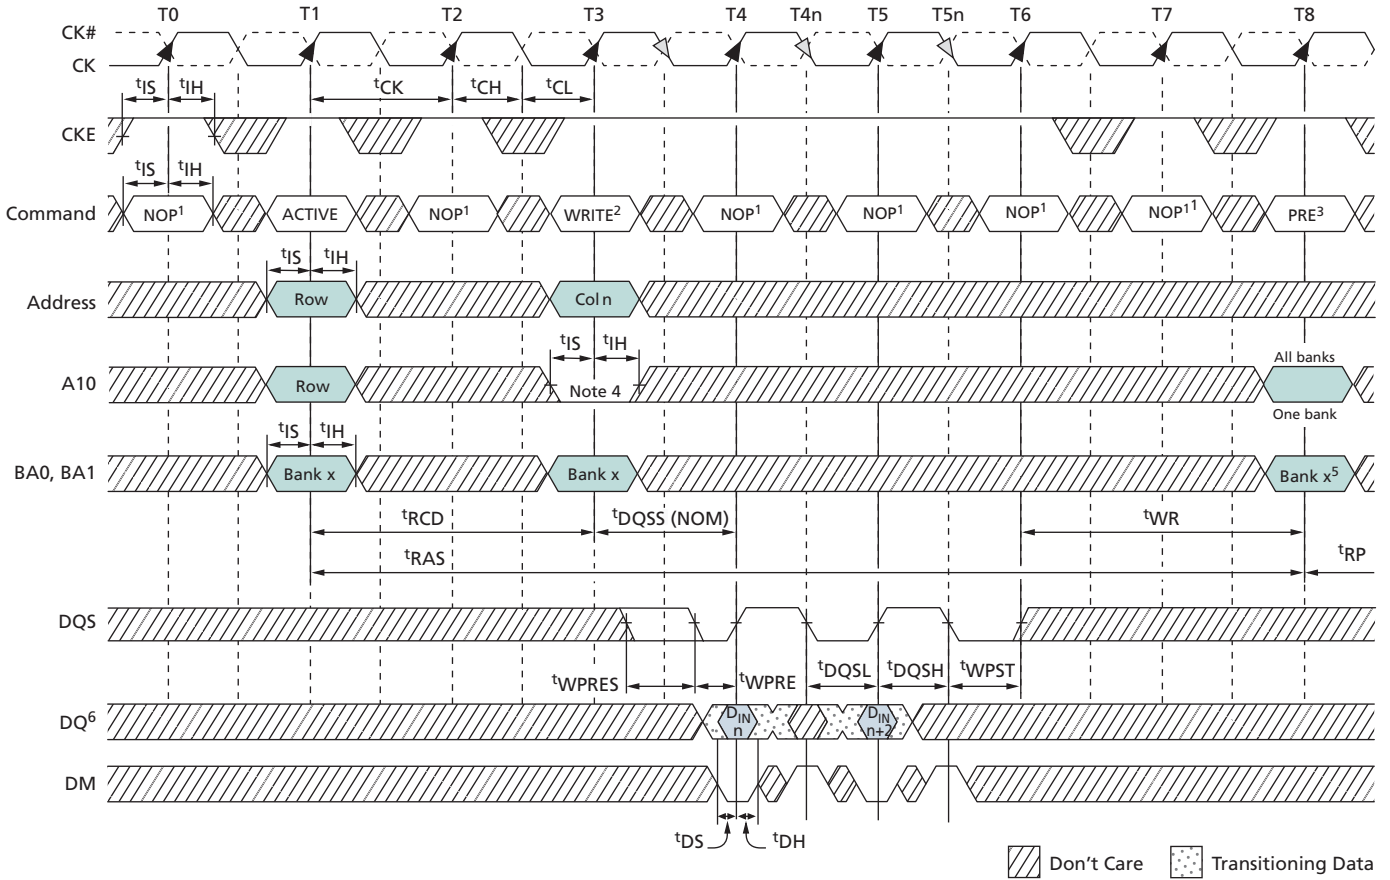 T0 T1 T2 T3 T4 T4n T5 T5n T6 T7 T8
CK#
CK
tIS tIH tCK tCH tCL
CKE
tIS tIH
Command NOP1 ACTIVE NOP1 WRITE2 NOP1 NOP1 NOP1 NOP11 PRE3
tIS tIH
Address Row Col n
tIS tIH
All banks
A10 Row Note 4
One bank
tIS tIH
BA0, BA1 Bank x Bank x Bank x5
tRCD tDQSS (NOM) tWR
tRAS tRP
DQS
tWPRES tWPRE tDQSL tDQSH tWPST
DQ6 DIN n DIN n+2
DM
tDS tDH
Don't Care Transitioning Data